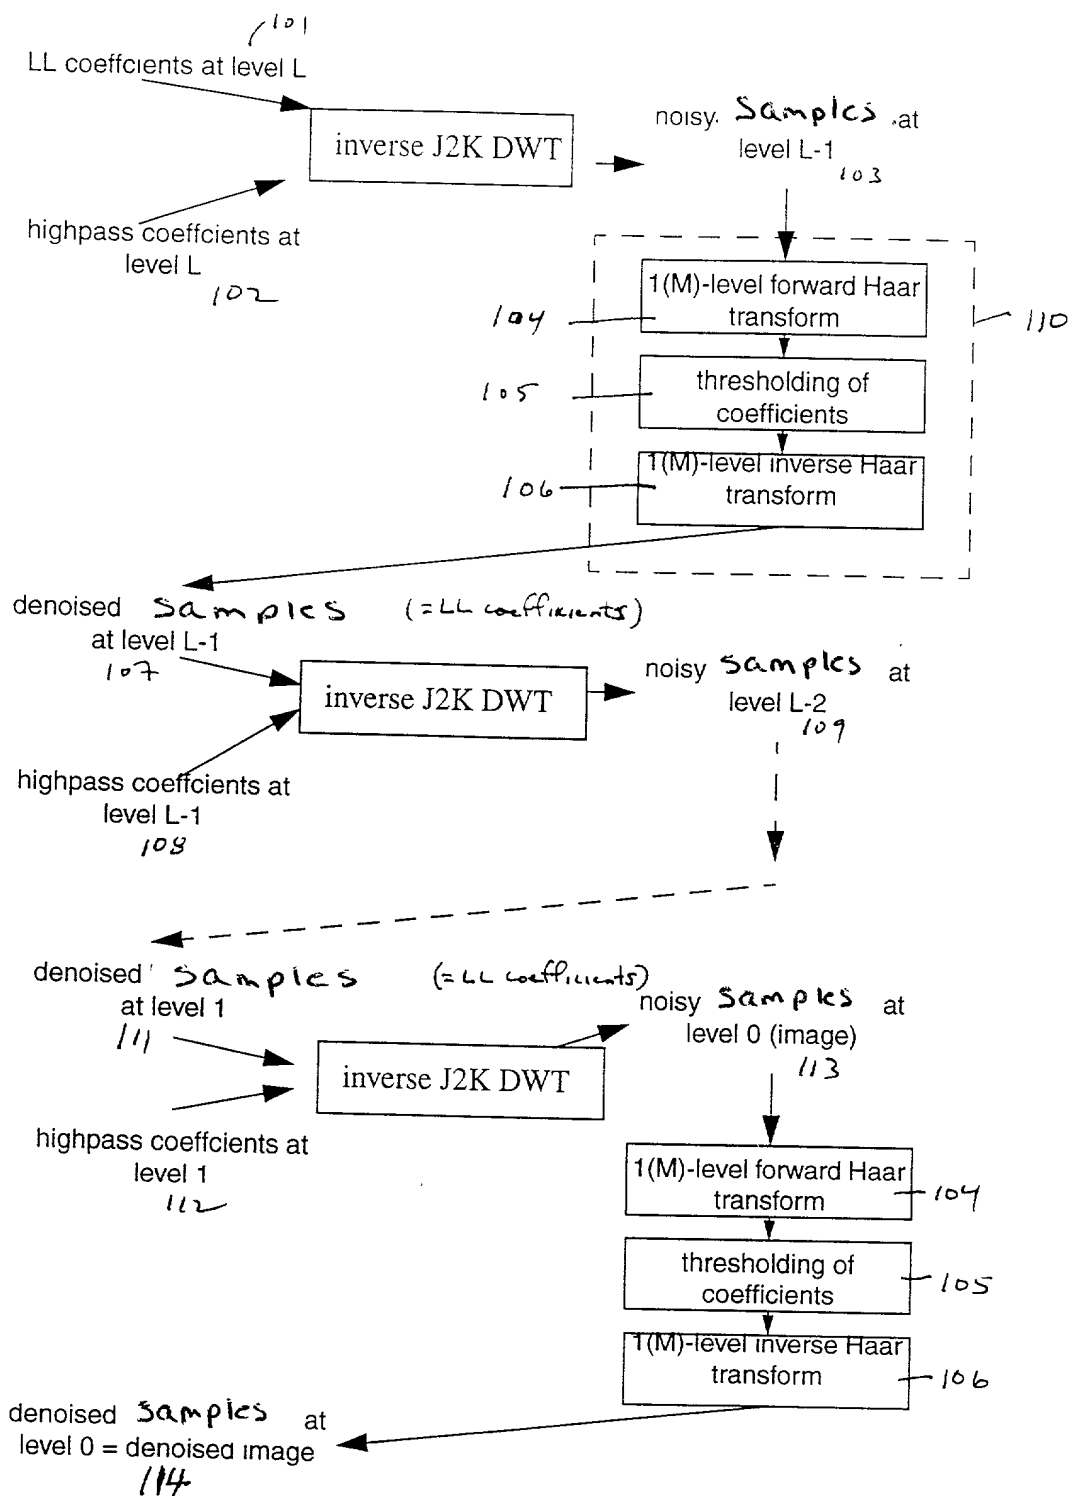 101
LL coeffcients at level L
inverse J2K DWT
noisy samples at
level L-1
103
highpass coeffcients at
level L
102
1(M)-level forward Haar
transform
104
110
thresholding of
coefficients
105
1(M)-level inverse Haar
transform
106
denoised samples (=LL coefficients)
at level L-1
107
inverse J2K DWT
noisy samples at
level L-2
109
highpass coeffcients at
level L-1
108
denoised samples (=LL coefficients)
at level 1
111
inverse J2K DWT
noisy samples at
level 0 (image)
113
highpass coeffcients at
level 1
112
1(M)-level forward Haar
transform
104
thresholding of
coefficients
105
1(M)-level inverse Haar
transform
106
denoised samples at
level 0 = denoised image
114